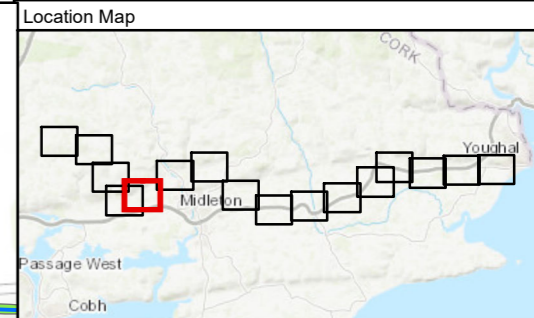 Location Map
CORK
Youghal
Midleton
Passage West
Cobh